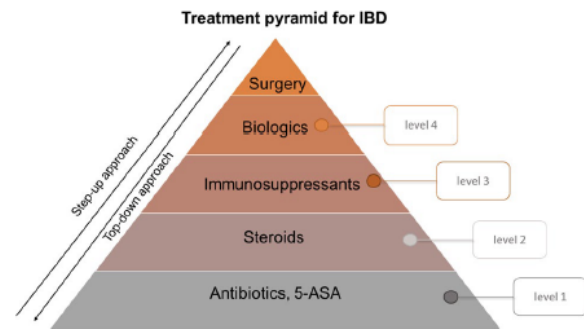 Treatment pyramid for IBD
Surgery
Biologics
level 4
Immunosuppressants
level 3
Steroids
level 2
Antibiotics, 5-ASA
level 1
Step-up approach
Top-down approach